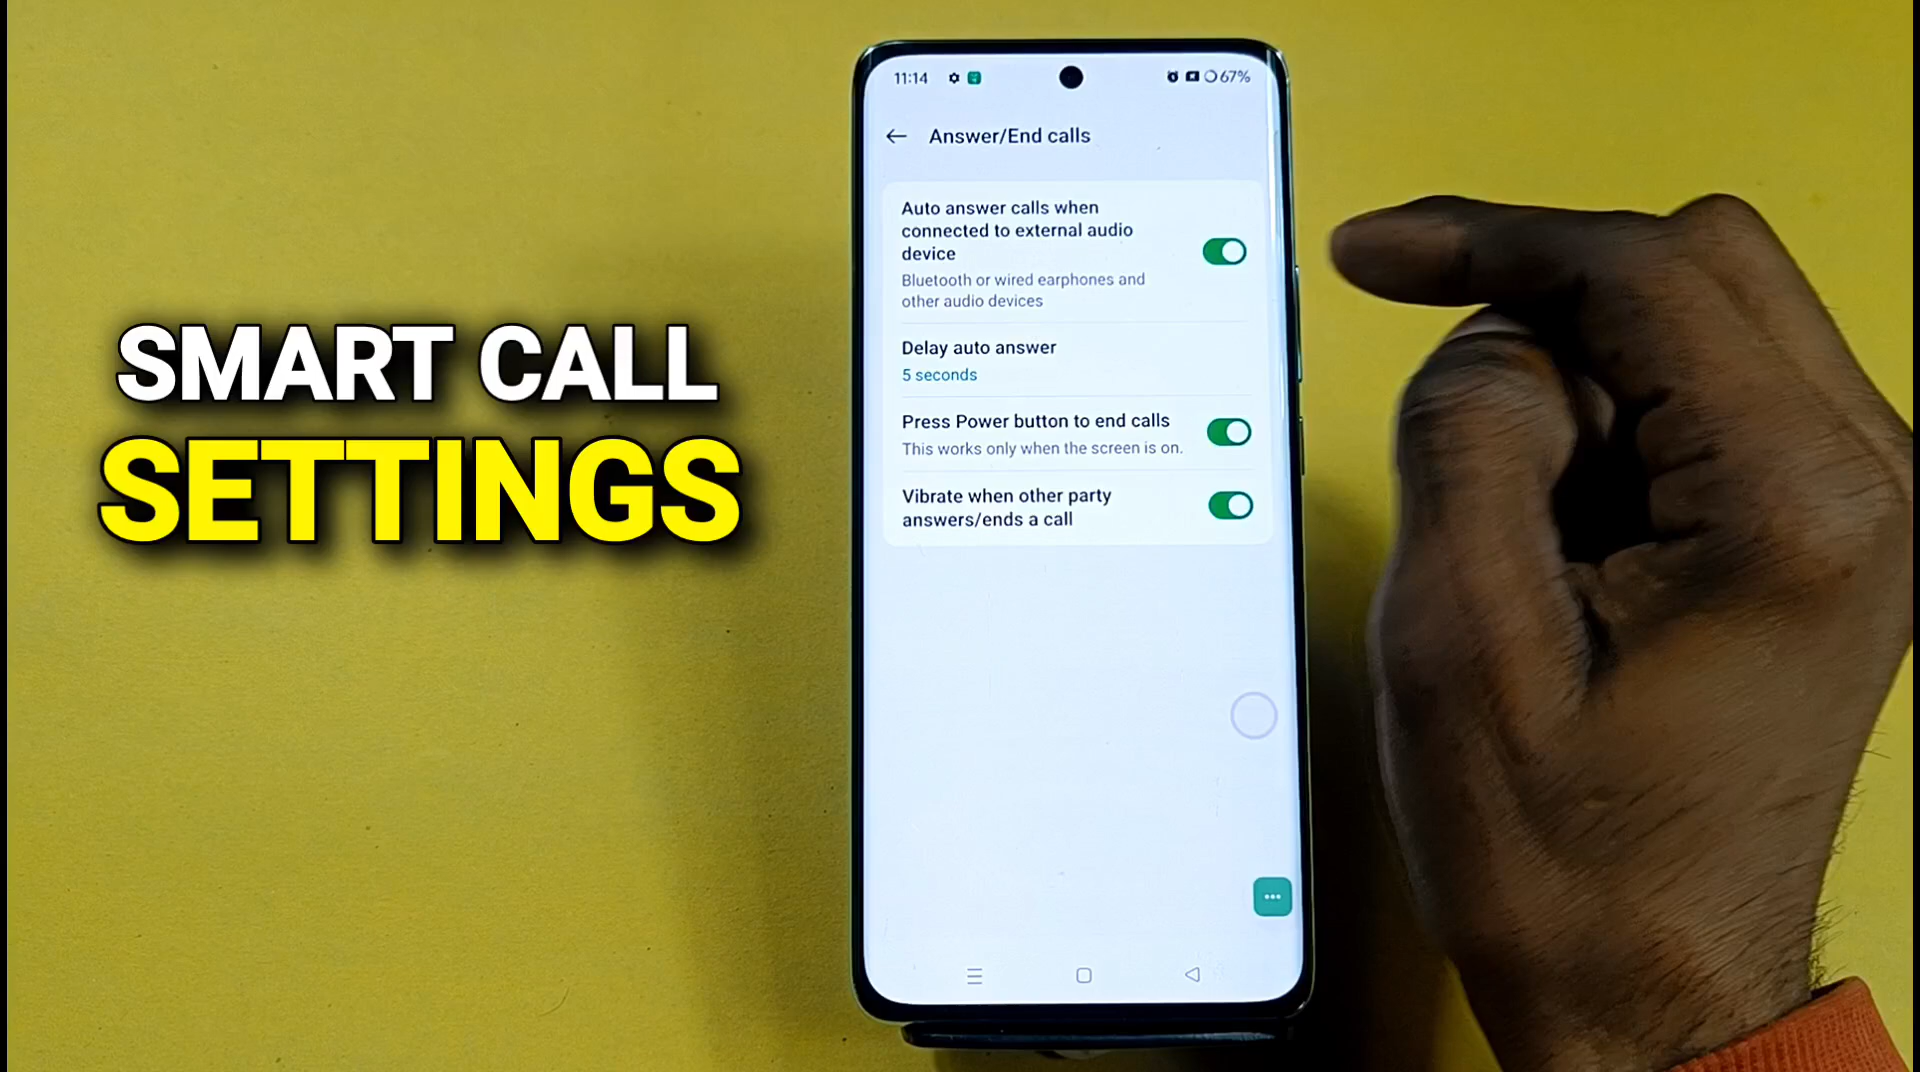 SMART CALL
SETTINGS
11:14
67%
Answer/End calls
Auto answer calls when
connected to external audio
device
Bluetooth or wired earphones and
other audio devices
Delay auto answer
5 seconds
Press Power button to end calls
This works only when the screen is on.
Vibrate when other party
answers/ends a call